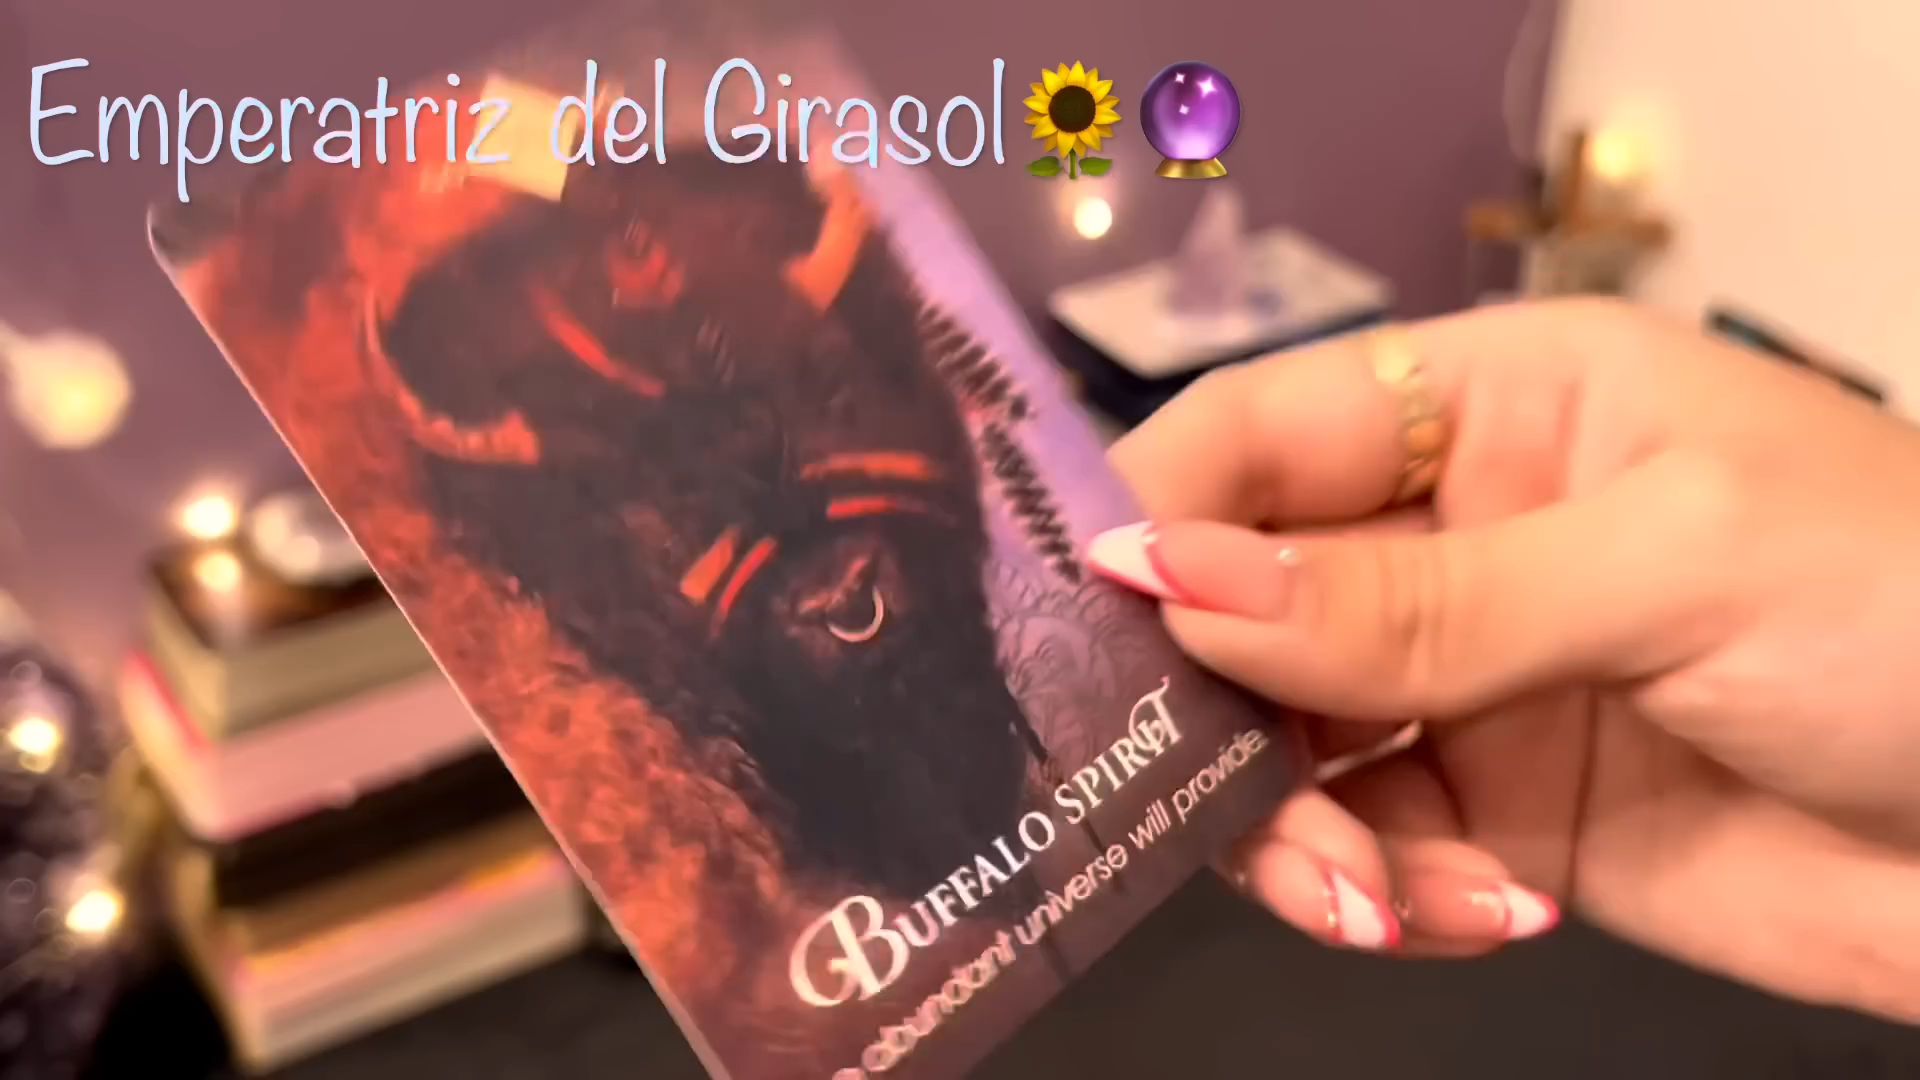 Emperatriz del Girasol🌻🔮
BUFFALO SPIRIT
abundant universe will provide.